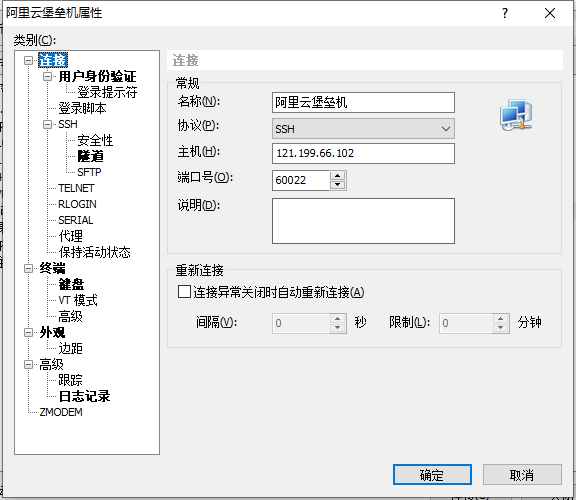 阿里云堡垒机属性
类别(C):
连接
用户身份验证
登录提示符
登录脚本
SSH
安全性
隧道
SFTP
TELNET
RLOGIN
SERIAL
代理
保持活动状态
终端
键盘
VT 模式
高级
外观
边距
高级
跟踪
日志记录
ZMODEM
连接
常规
名称(N): 阿里云堡垒机
协议(P): SSH
主机(H): 121.199.66.102
端口号(O): 60022
说明(D):
重新连接
连接异常关闭时自动重新连接(A)
间隔(V): 0 秒 限制(L): 0 分钟
确定 取消